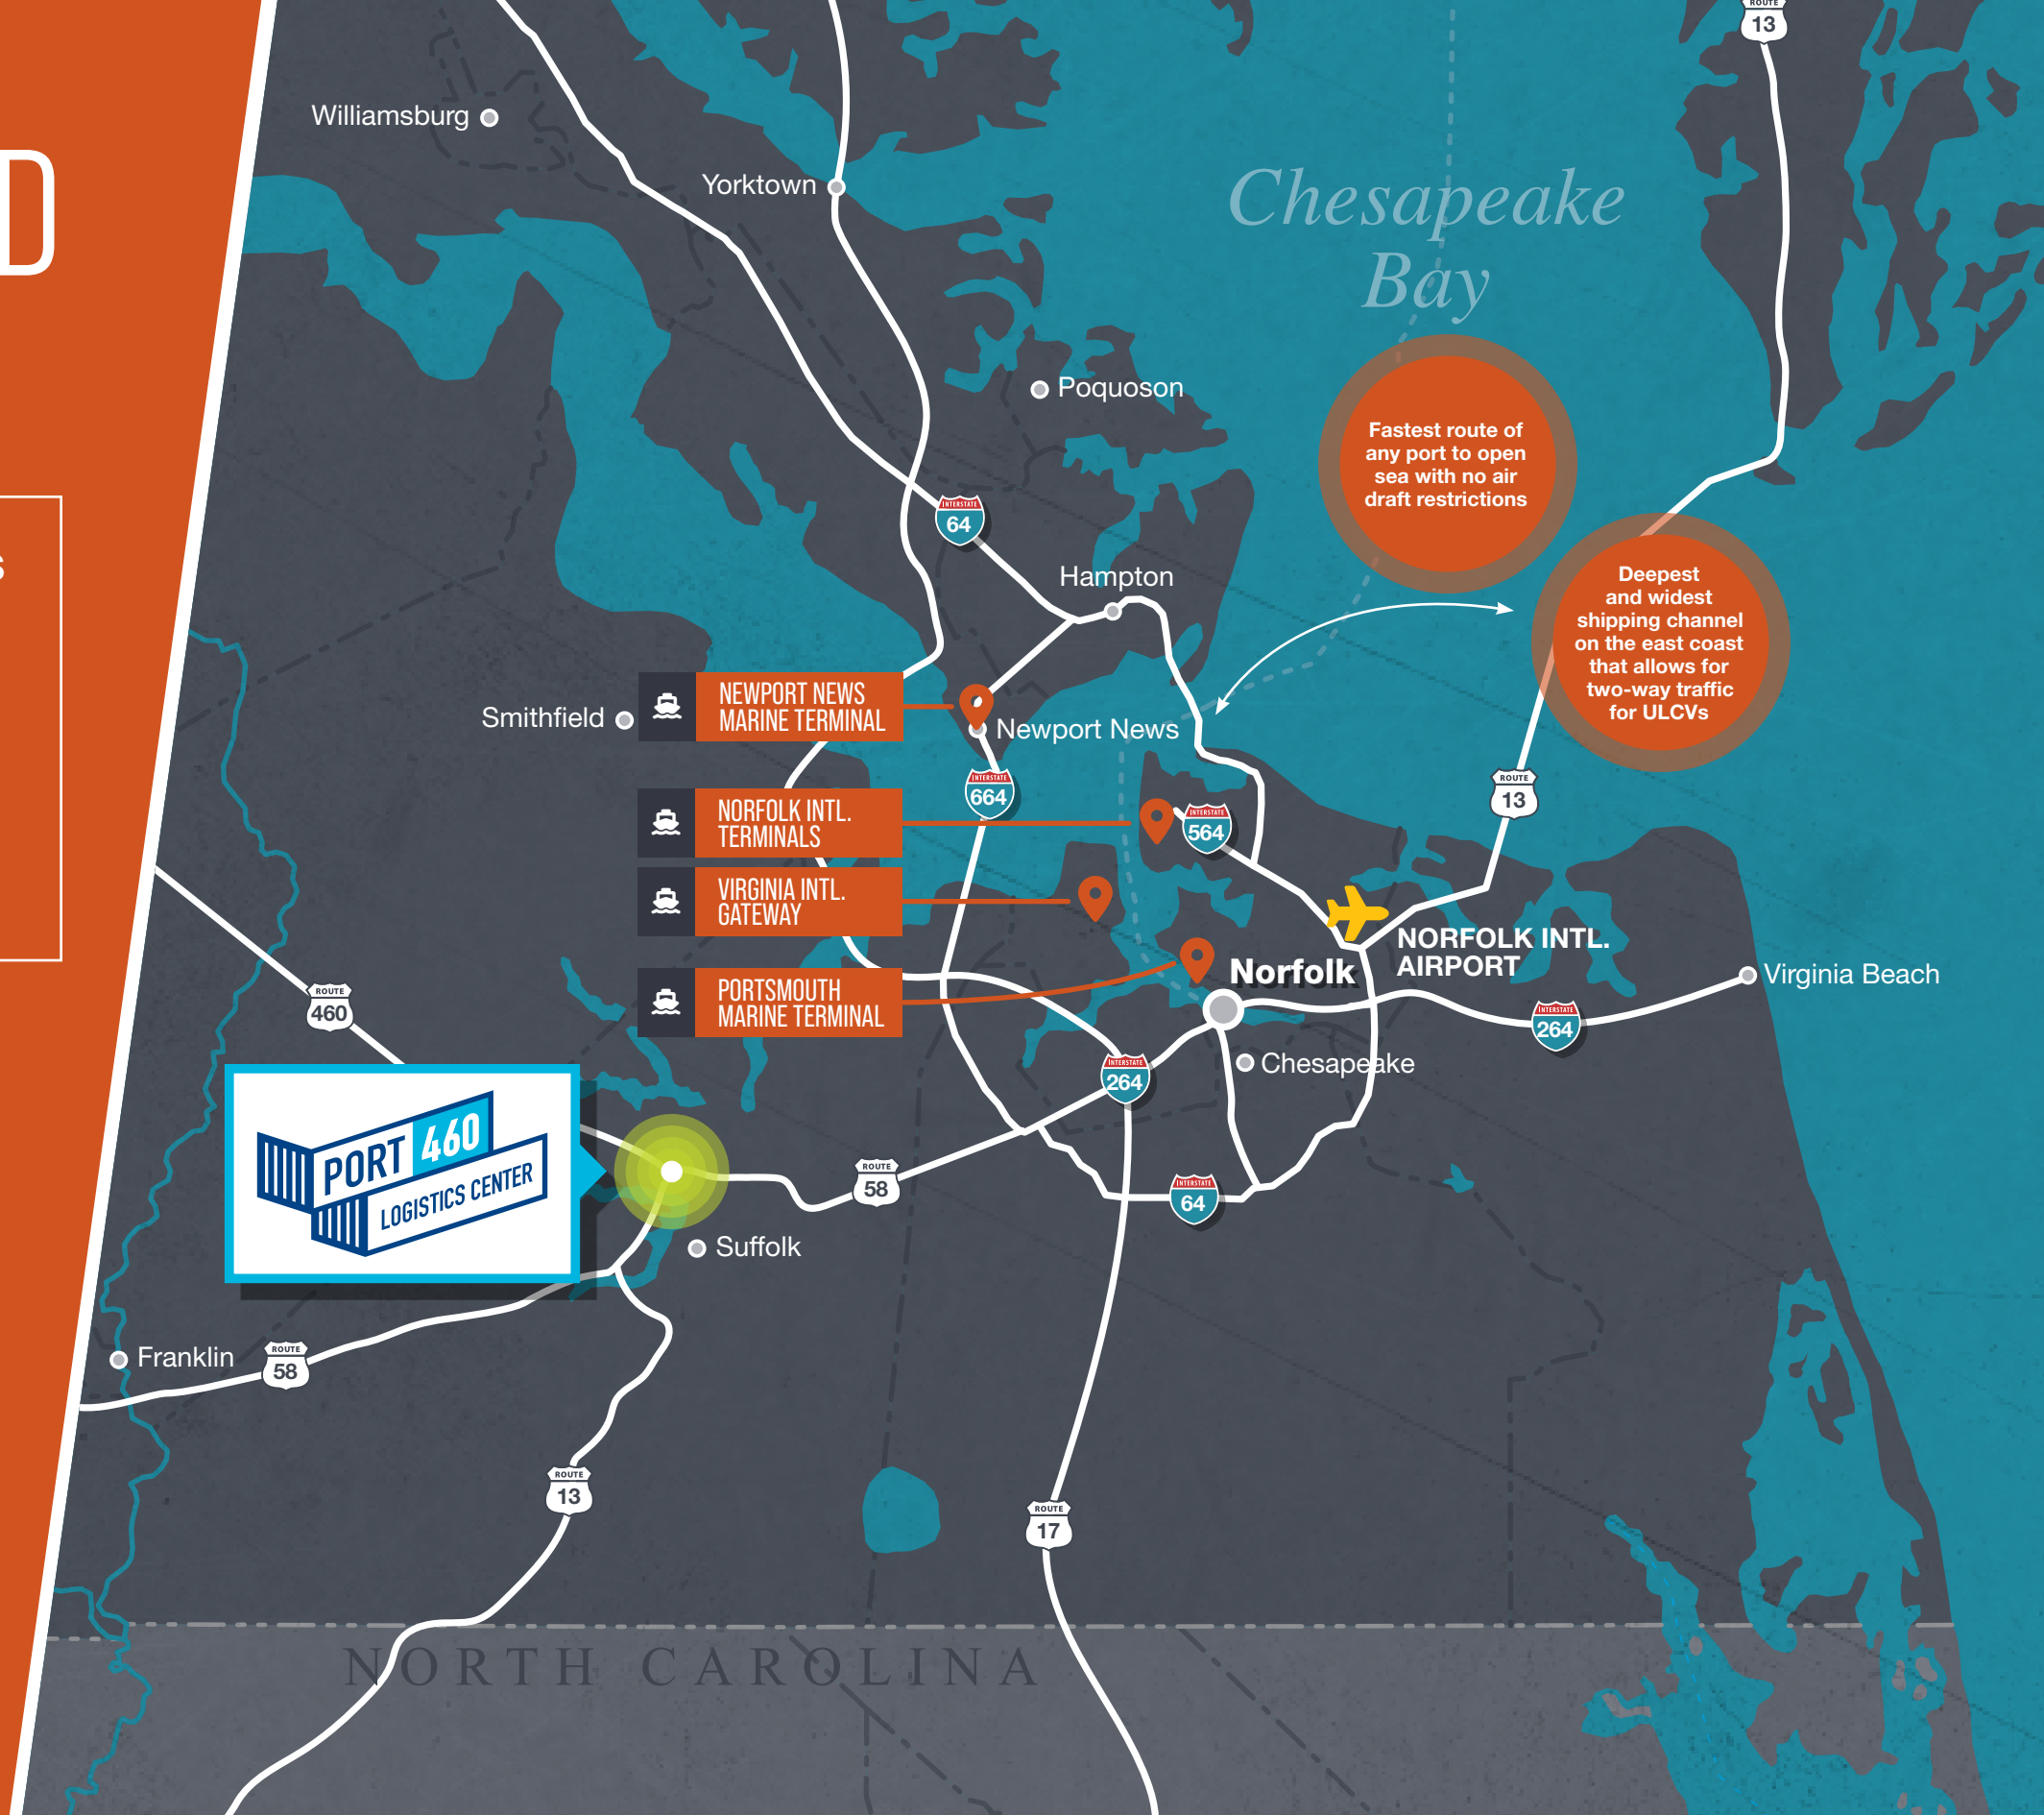 D
S
ROUTE
13
Williamsburg
Yorktown
Chesapeake
Bay
Poquoson
Fastest route of
any port to open
sea with no air
draft restrictions
INTERSTATE
64
Hampton
Deepest
and widest
shipping channel
on the east coast
that allows for
two-way traffic
for ULCVs
Smithfield
NEWPORT NEWS
MARINE TERMINAL
Newport News
INTERSTATE
664
ROUTE
13
NORFOLK INTL.
TERMINALS
INTERSTATE
564
VIRGINIA INTL.
GATEWAY
NORFOLK INTL.
AIRPORT
Norfolk
Virginia Beach
PORTSMOUTH
MARINE TERMINAL
ROUTE
460
INTERSTATE
264
INTERSTATE
264
Chesapeake
PORT 460
LOGISTICS CENTER
ROUTE
58
INTERSTATE
64
Suffolk
Franklin
ROUTE
58
ROUTE
13
ROUTE
17
NORTH CAROLINA